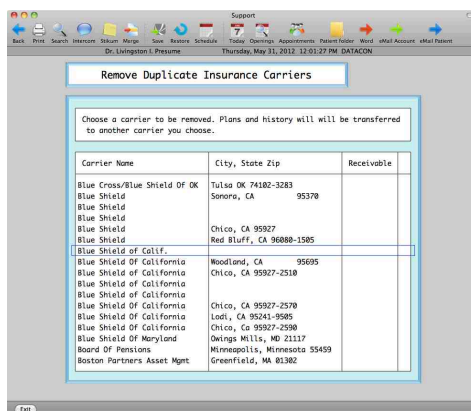 Support
Back Print Search Intercom Stikum Merge Save Restore Schedule Today Openings Appointments Patient folder Word eMail Account eMail Patient
7
Dr. Livingston I. Presume Thursday, May 31, 2012 12:01:27 PM DATACON
Remove Duplicate Insurance Carriers
Choose a carrier to be removed. Plans and history will will be transferred
to another carrier you choose.
Carrier Name City, State Zip Receivable
Blue Cross/Blue Shield Of OK Tulsa OK 74102-3283
Blue Shield Sonora, CA 95370
Blue Shield
Blue Shield
Blue Shield Chico, CA 95927
Blue Shield Red Bluff, CA 96080-1505
Blue Shield of Calif.
Blue Shield Of California Woodland, CA 95695
Blue Shield Of California Chico, CA 95927-2510
Blue Shield Of California
Blue Shield Of California
Blue Shield Of California Chico, CA 95927-2570
Blue Shield Of California Lodi, CA 95241-9505
Blue Shield Of California Chico, Ca 95927-2590
Blue Shield Of Maryland Owings Mills, MD 21117
Board Of Pensions Minneapolis, Minnesota 55459
Boston Partners Asset Mgmt Greenfield, MA 01302
Exit